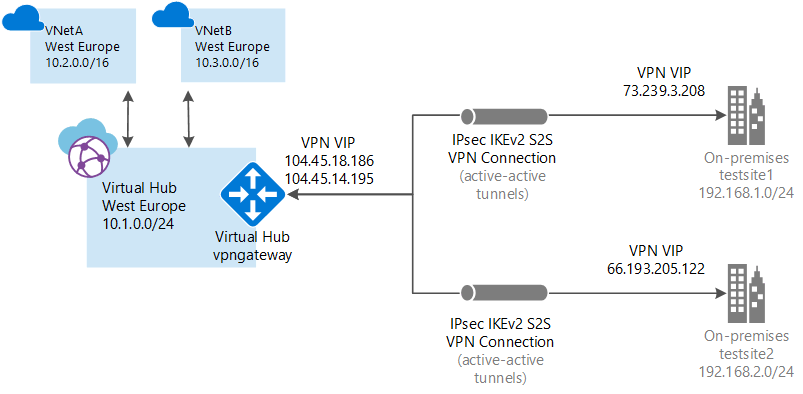 VNetA
West Europe
10.2.0.0/16
VNetB
West Europe
10.3.0.0/16
Virtual Hub
West Europe
10.1.0.0/24
Virtual Hub
vpngateway
VPN VIP
104.45.18.186
104.45.14.195
IPsec IKEv2 S2S
VPN Connection
(active-active
tunnels)
VPN VIP
73.239.3.208
On-premises
testsite1
192.168.1.0/24
IPsec IKEv2 S2S
VPN Connection
(active-active
tunnels)
VPN VIP
66.193.205.122
On-premises
testsite2
192.168.2.0/24